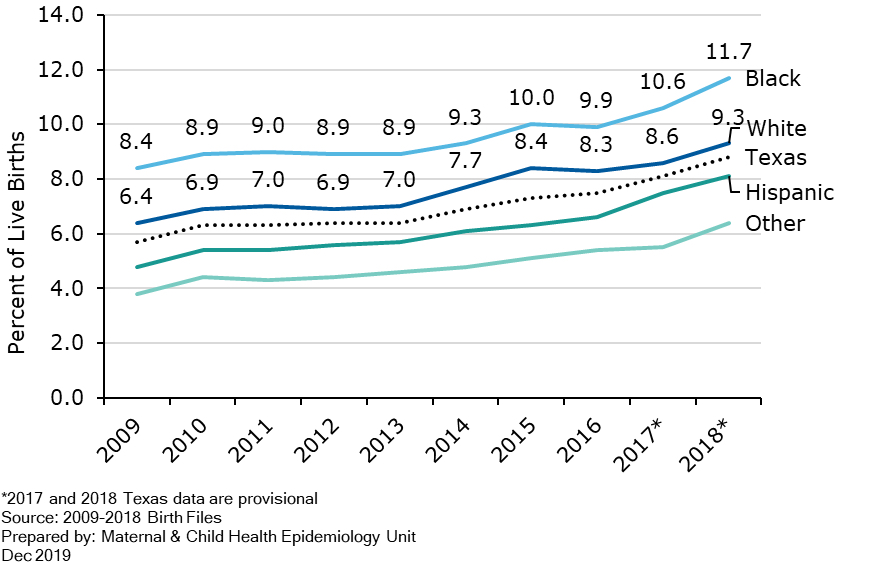 14.0
12.0
10.0
8.0
6.0
4.0
2.0
0.0
Percent of Live Births
8.4 8.9 9.0 8.9 8.9 9.3 10.0 9.9 10.6 11.7
6.4 6.9 7.0 6.9 7.0 7.7 8.4 8.3 8.6 9.3
Black
White
Texas
Hispanic
Other
2009 2010 2011 2012 2013 2014 2015 2016 2017* 2018*
*2017 and 2018 Texas data are provisional
Source: 2009-2018 Birth Files
Prepared by: Maternal & Child Health Epidemiology Unit
Dec 2019